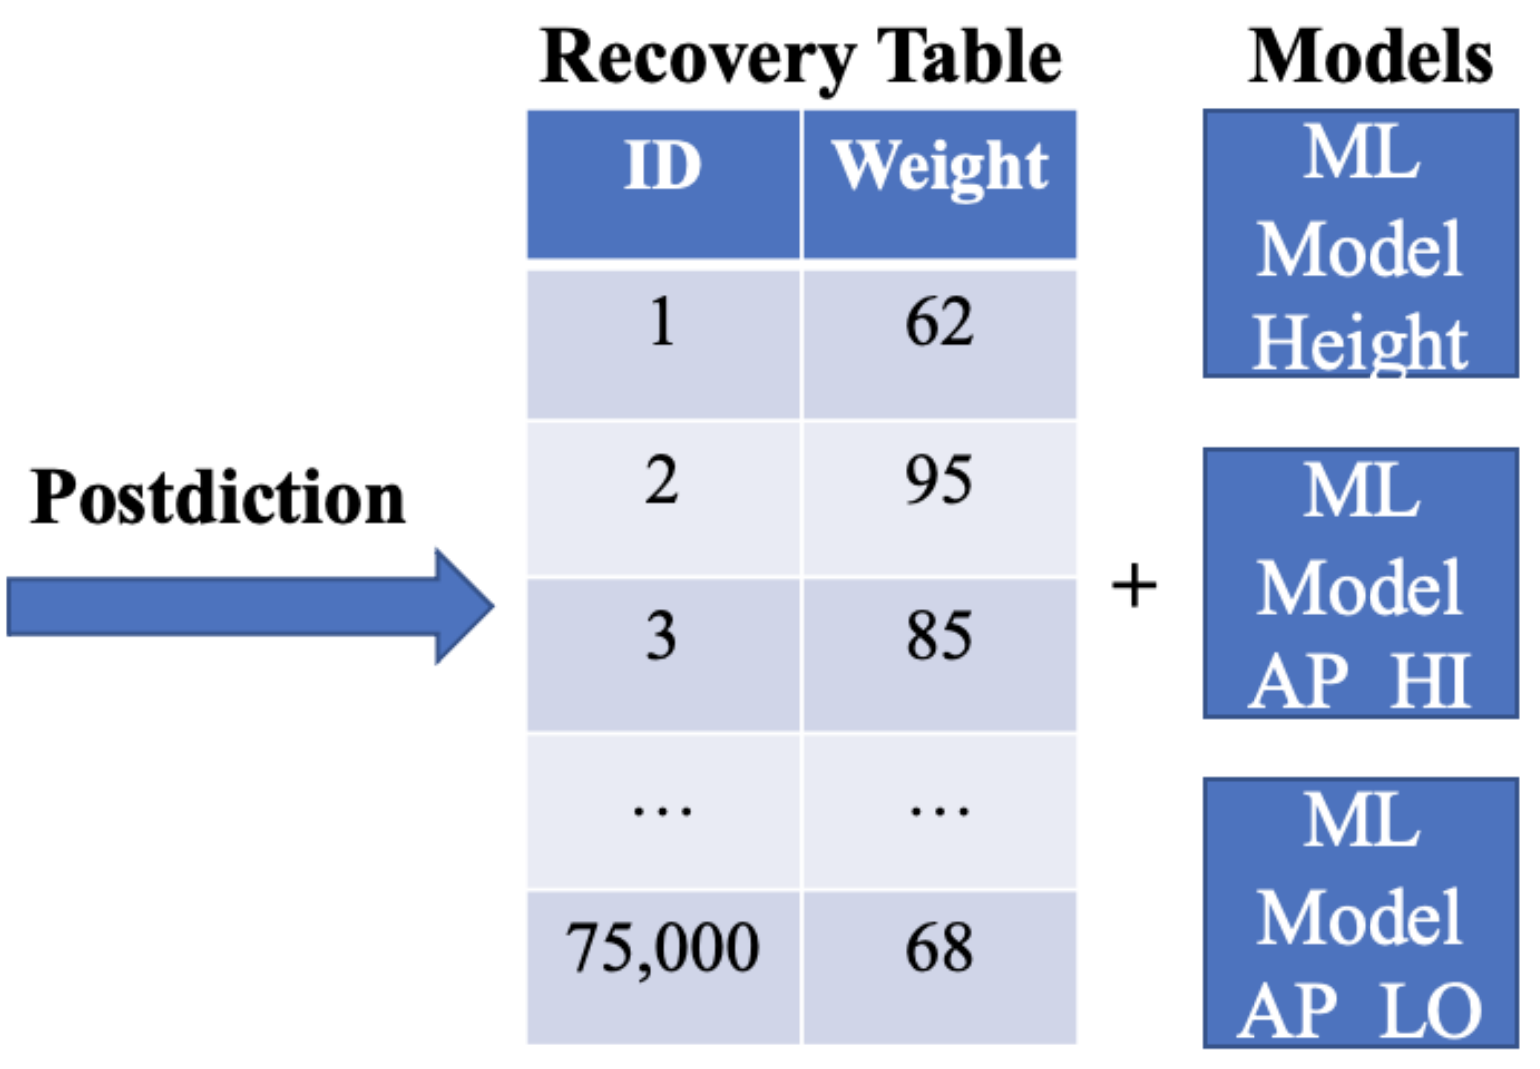 Recovery Table
Models
Postdiction
ID Weight
1 62
2 95
3 85
... ...
75,000 68
+
ML
Model
Height
ML
Model
AP HI
ML
Model
AP LO